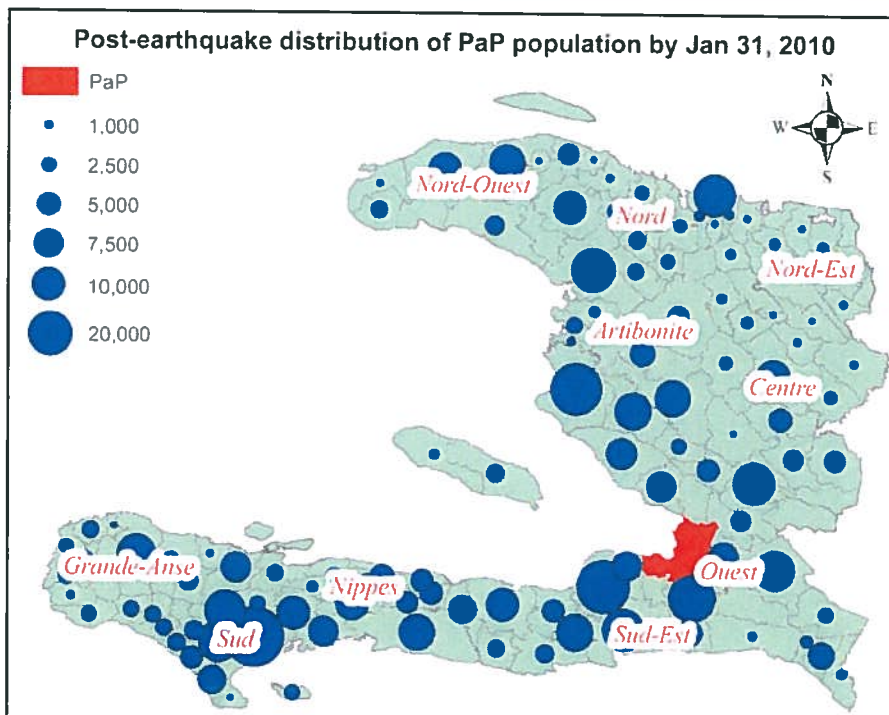 Post-earthquake distribution of PaP population by Jan 31, 2010
PaP
1,000
2,500
5,000
7,500
10,000
20,000
N
W
E
S
Nord-Ouest
Nord
Nord-Est
Artibonite
Centre
Grande-Anse
Nippes
Ouest
Sud
Sud-Est